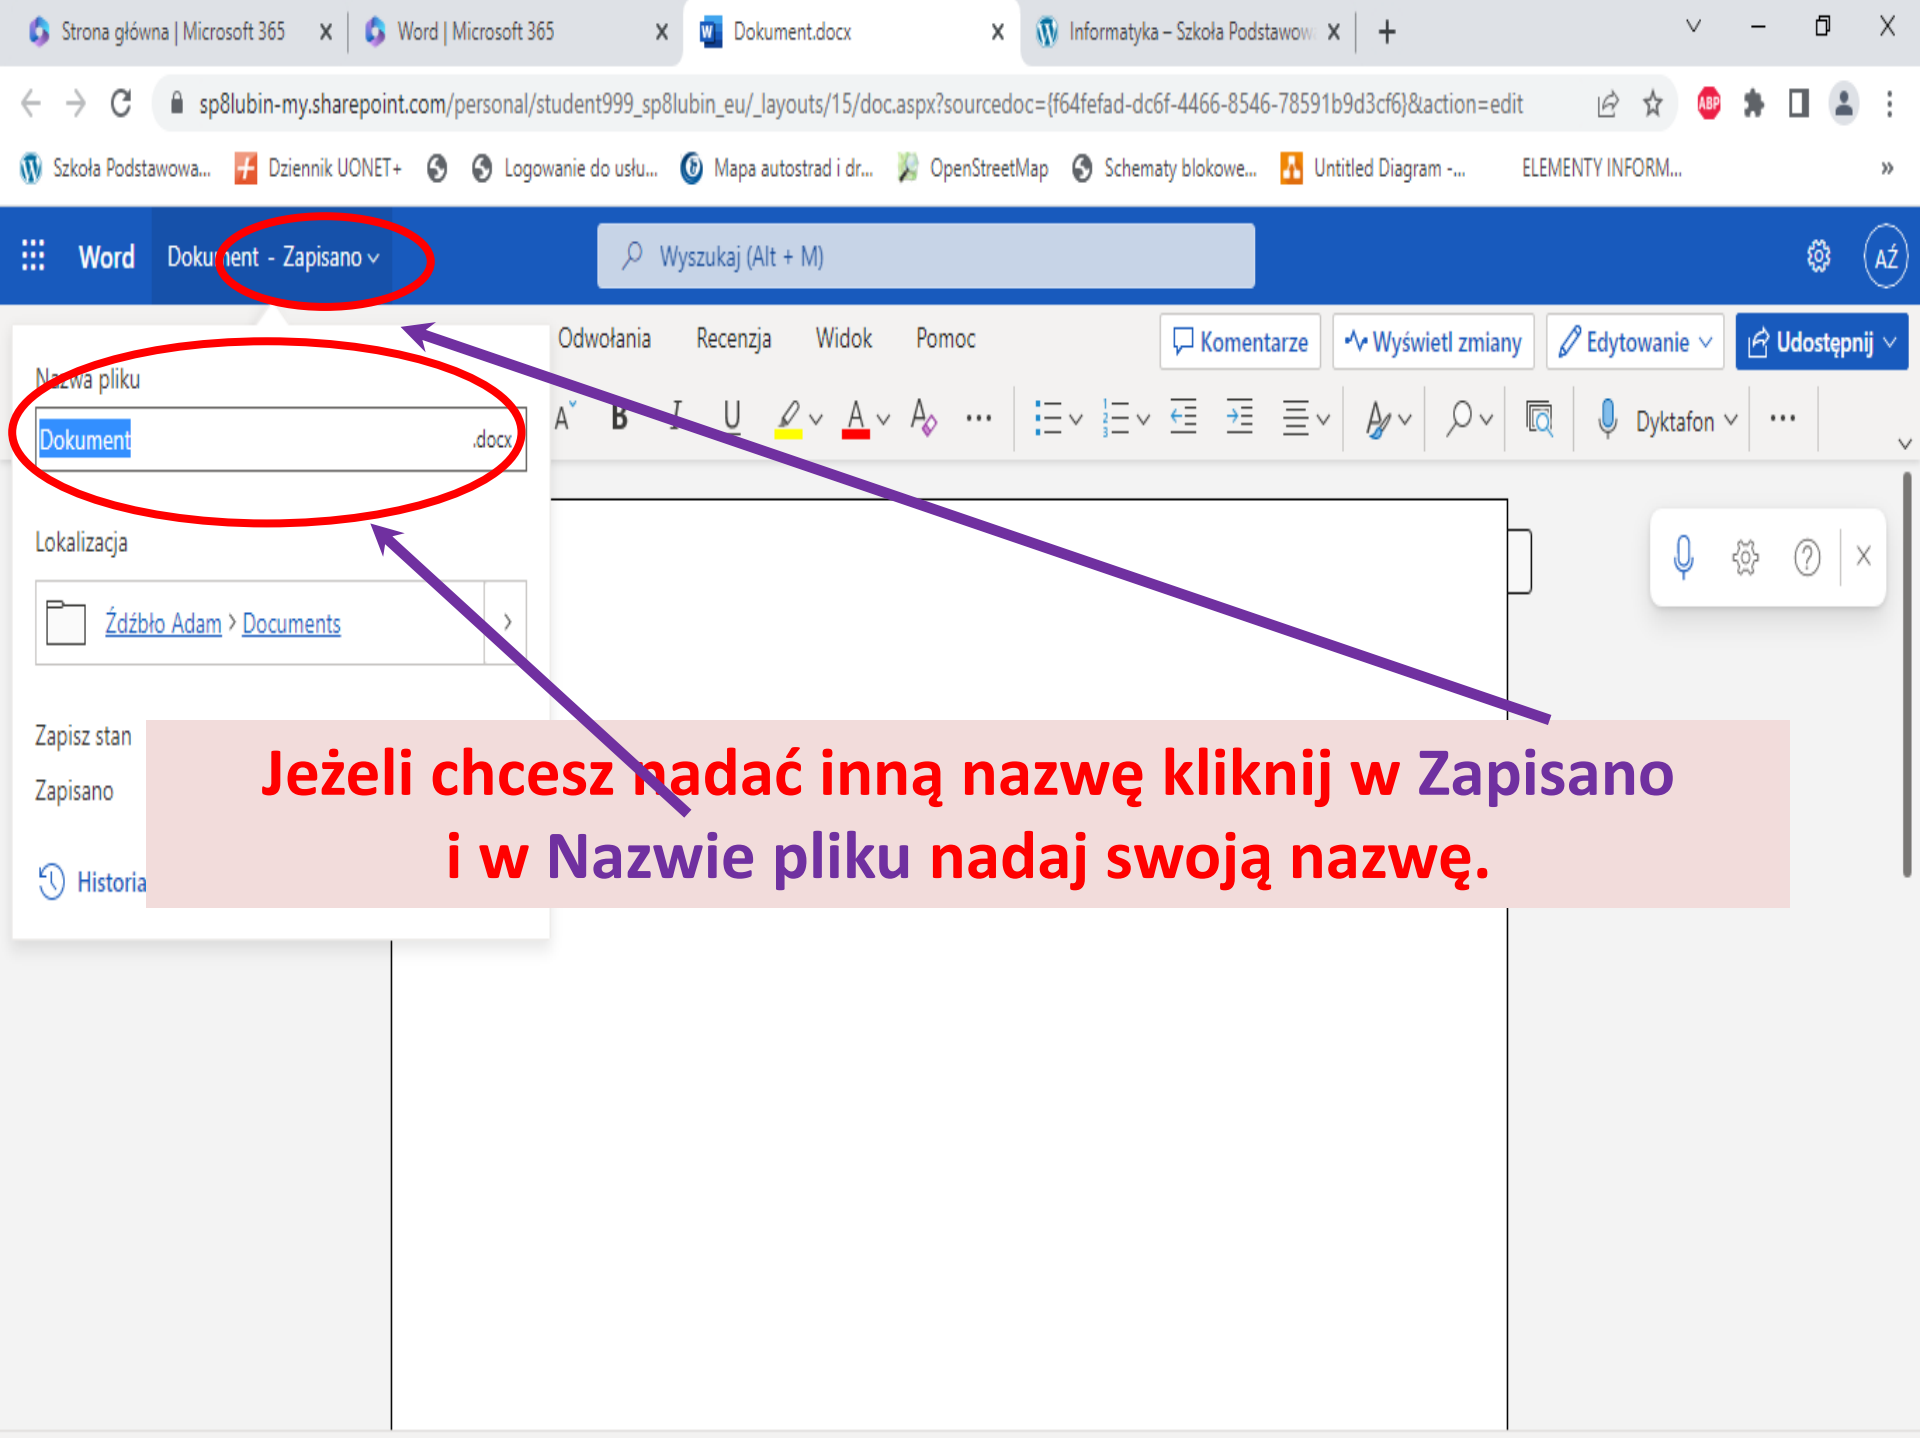 Strona główna | Microsoft 365
Word | Microsoft 365
Dokument.docx
Informatyka – Szkoła Podstawow
sp8lubin-my.sharepoint.com/personal/student999_sp8lubin_eu/_layouts/15/doc.aspx?sourcedoc={f64fefad-dc6f-4466-8546-78591b9d3cf6}&action=edit
ABP
Szkoła Podstawowa...
Dziennik UONET+
Logowanie do usłu...
Mapa autostrad i dr...
OpenStreetMap
Schematy blokowe...
Untitled Diagram -...
ELEMENTY INFORM...
Word
Dokument - Zapisano
Wyszukaj (Alt + M)
AŹ
Odwołania
Recenzja
Widok
Pomoc
Komentarze
Wyświetl zmiany
Edytowanie
Udostępnij
Nazwa pliku
Dokument
.docx
B I U
Dyktafon
Lokalizacja
Źdźbło Adam > Documents
Zapisz stan
Zapisano
Historia
Jeżeli chcesz nadać inną nazwę kliknij w Zapisano
i w Nazwie pliku nadaj swoją nazwę.